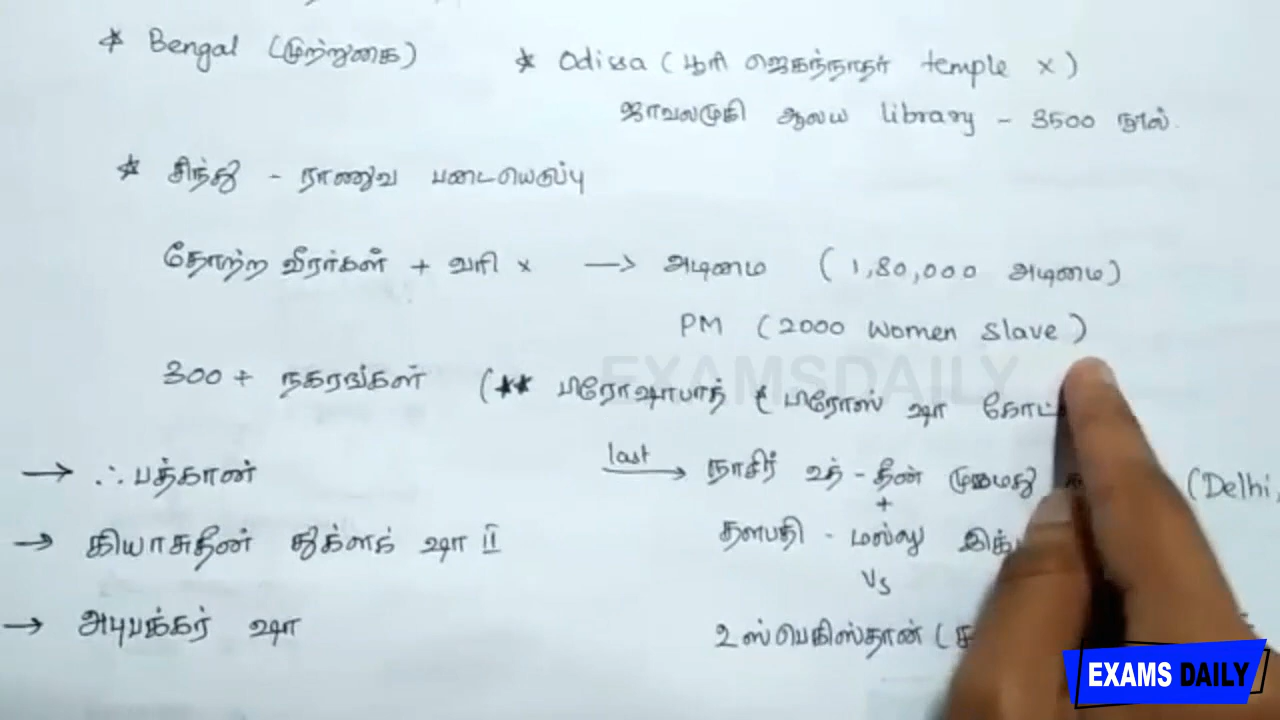 * Bengal (முற்றுகை)
* Odissa (பூரி ஜெகந்நாதர் temple x)
ஜாவலமுகி ஆலய library - 3500 நூல்.
* சிந்து - ராணுவ படையெடுப்பு
தோற்ற வீரர்கள் + வரி x → அடிமை (1,80,000 அடிமை)
PM (2000 women slave)
300 + நகரங்கள் (** பிரோஷாபாத் * பிரோஸ் ஷா
→ ஃபத்கான்
last → நாசிர் உத்-தீன் முகமது (Delhi,
+
→ கியாசுதீன் துக்ளக் ஷா II
தளபதி - மல்லு
Vs
→ அபுபக்கர் ஷா
உஸ்பெகிஸ்தான் (
EXAMSDAILY
EXAMS DAILY